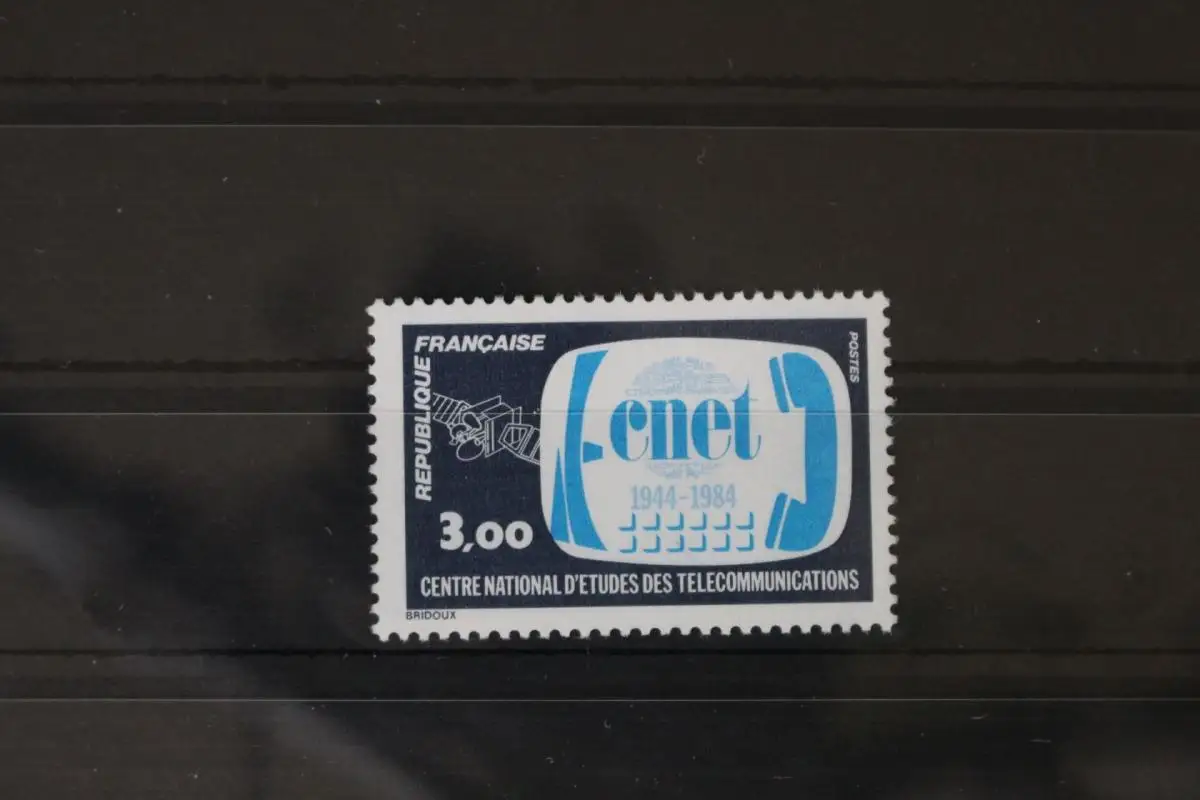 REPUBLIQUE
FRANÇAISE
POSTES
cnet
1944-1984
3,00
CENTRE NATIONAL D'ETUDES DES TELECOMMUNICATIONS
BRIDOUX